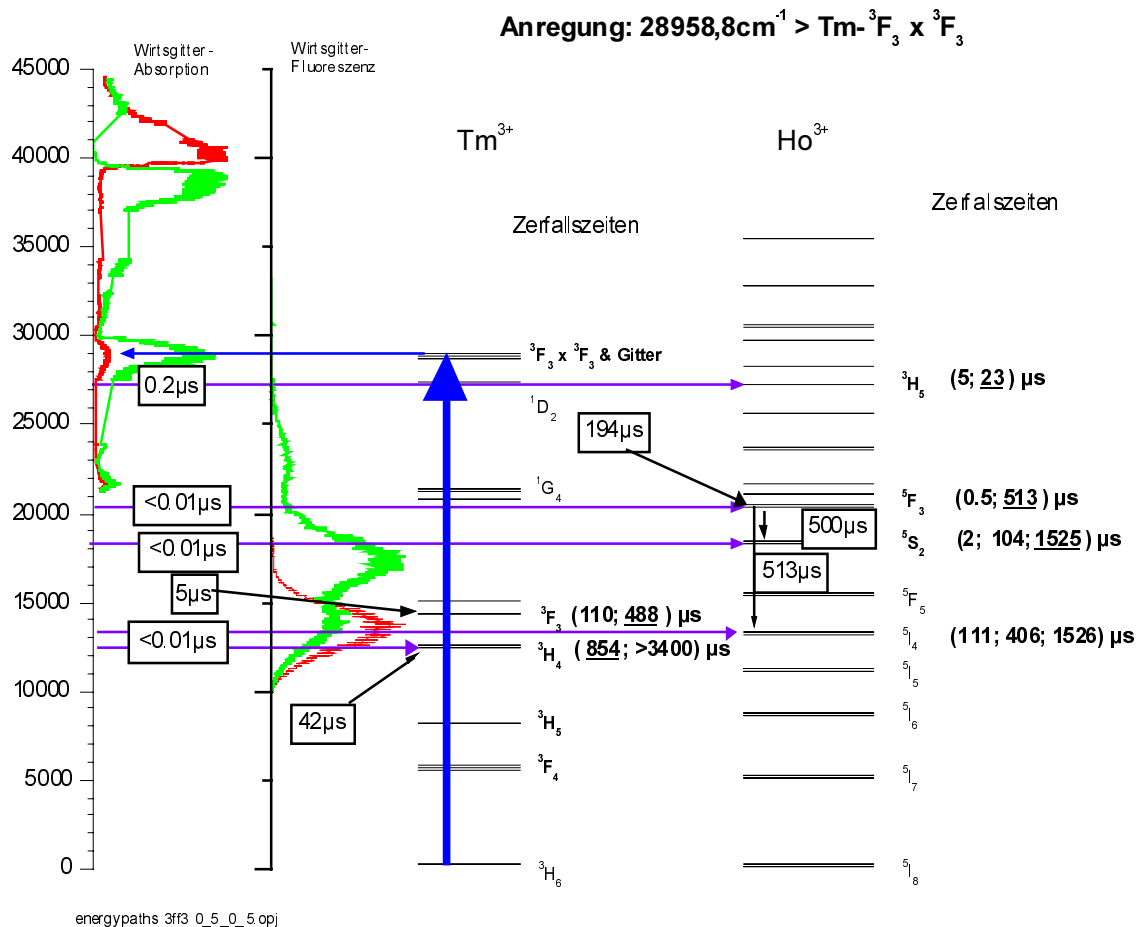 Anregung: 28958,8cm⁻¹ > Tm-³F₃ x ³F₃
Wirtsgitter-
Absorption
Wirtsgitter-
Fluoreszenz
Tm³⁺
Ho³⁺
Zerfallszeiten
Zerfalszeiten
45000
40000
35000
30000
25000
20000
15000
10000
5000
0
³F₃ x ³F₃ & Gitter
¹D₂
¹G₄
³F₃ (110; 488 ) µs
³H₄ ( 854; >3400) µs
³H₅
³F₄
³H₆
³H₅ (5; 23 ) µs
⁵F₃ (0.5; 513 ) µs
⁵S₂ (2; 104; 1525 ) µs
⁵F₅
⁵I₄ (111; 406; 1526) µs
⁵I₅
⁵I₆
⁵I₇
⁵I₈
0.2µs
<0.01µs
<0.01µs
5µs
<0.01µs
42µs
194µs
500µs
513µs
energypaths 3ff3 0_5_0_5.opj